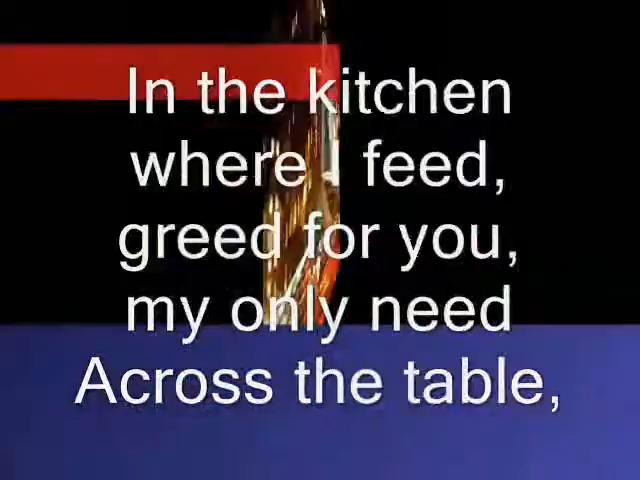 In the kitchen
where I feed,
greed for you,
my only need
Across the table,